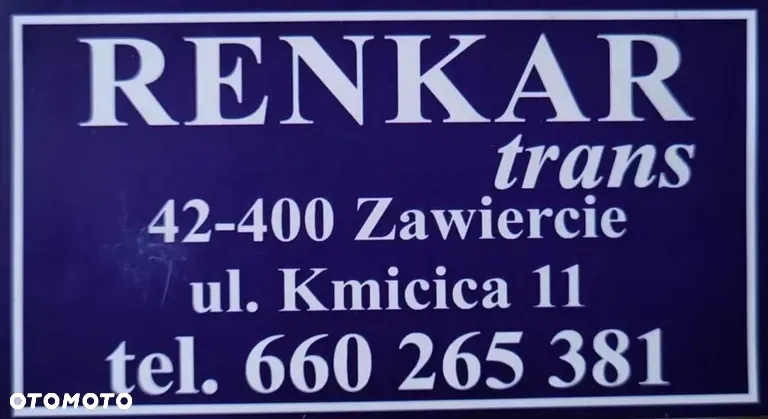 RENKAR
trans
42-400 Zawiercie
ul. Kmicica 11
tel. 660 265 381
OTOMOTO